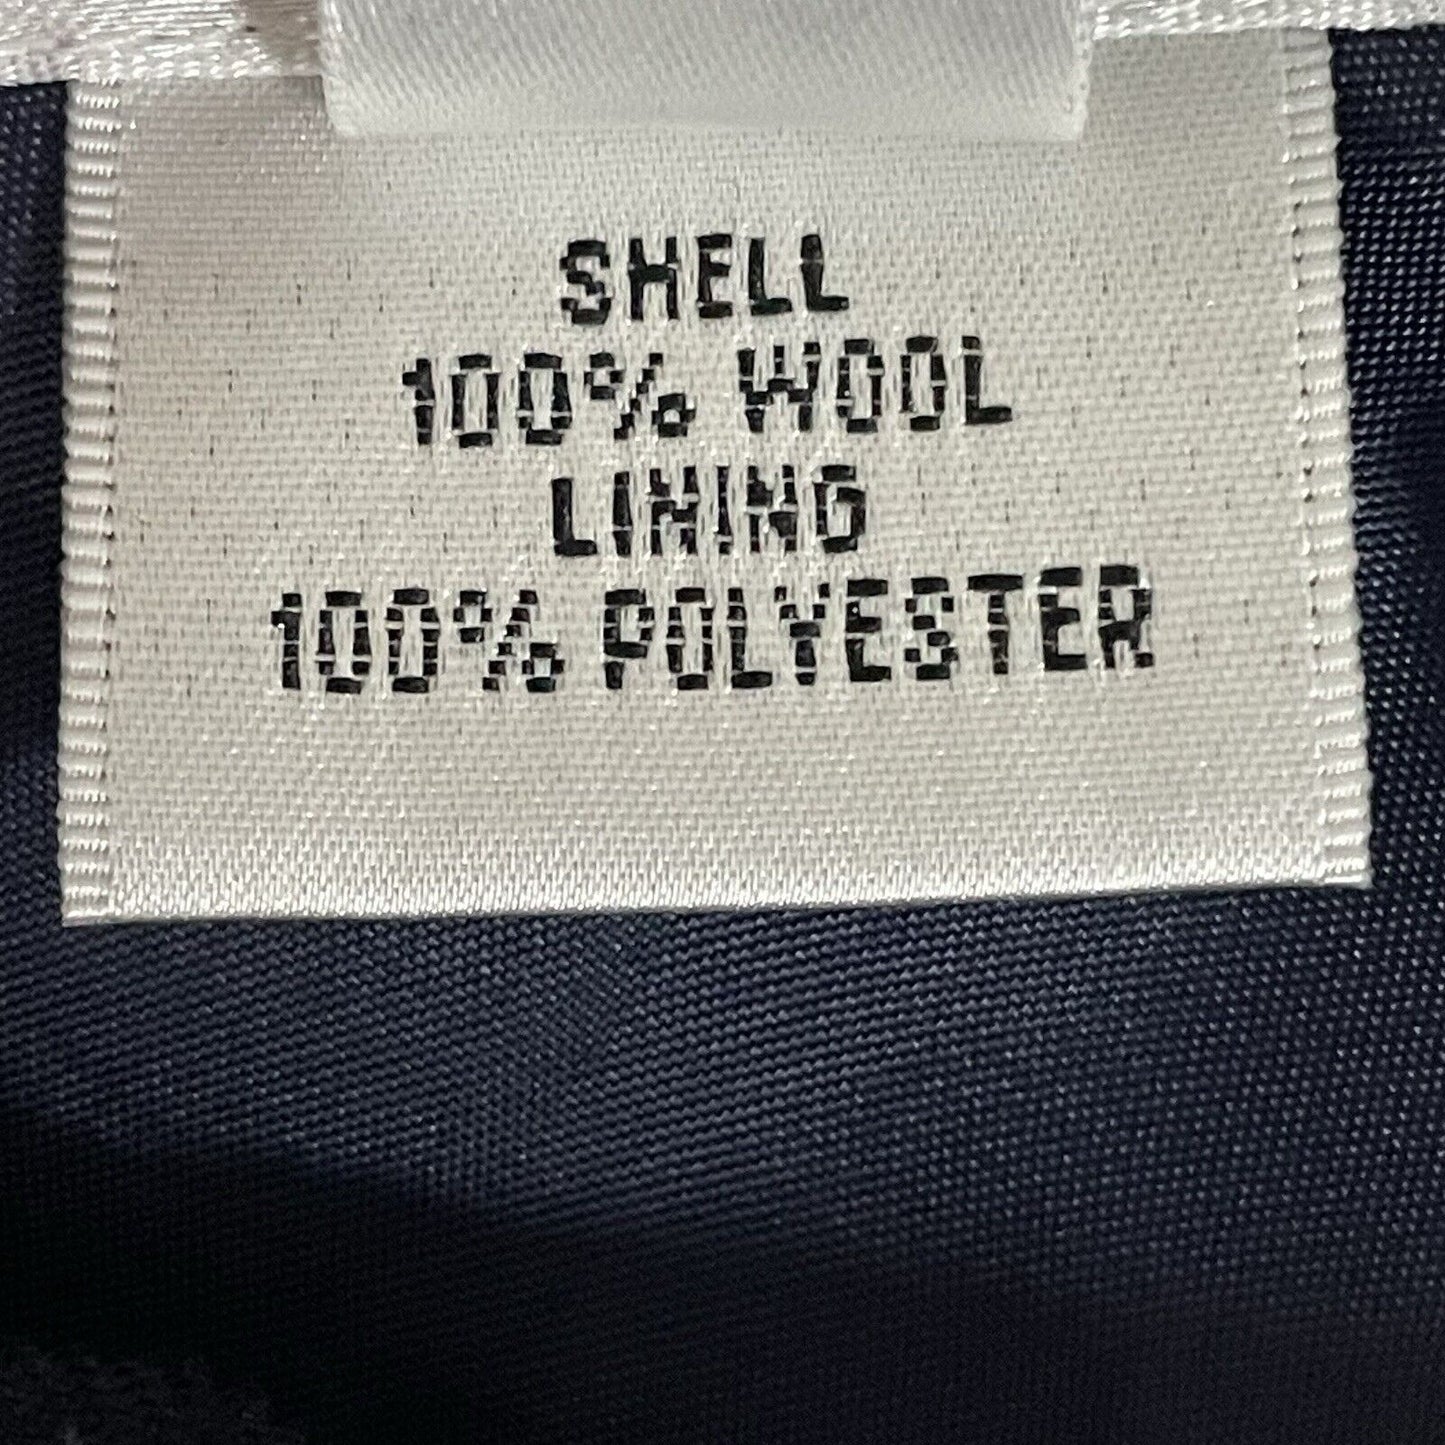 SHELL
100% WOOL
LINING
100% POLYESTER